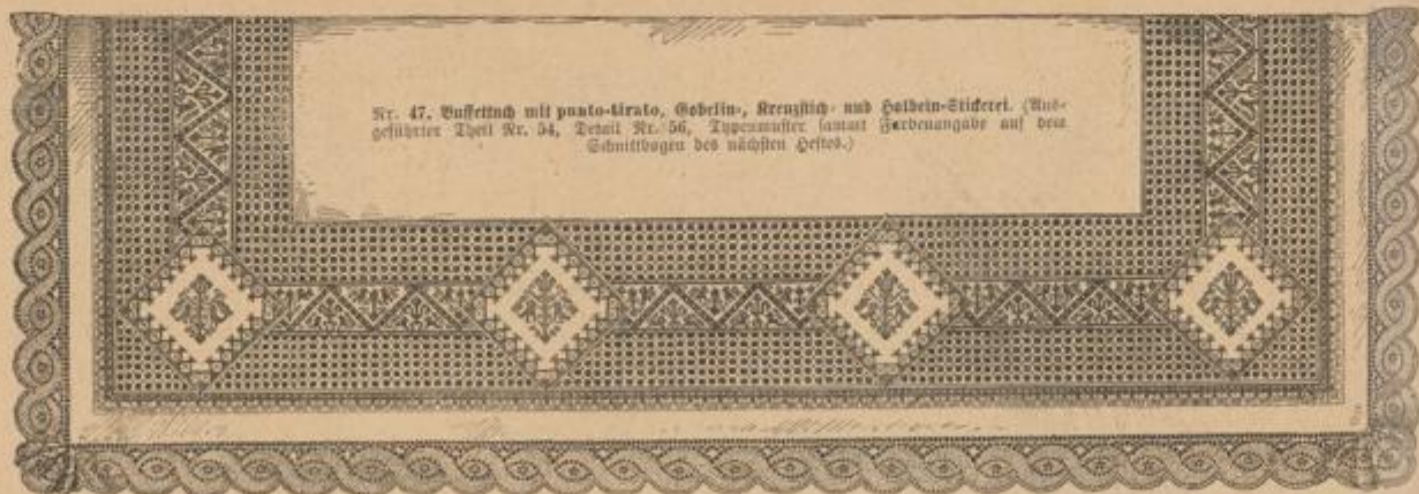 Nr. 47. Buffettuch mit punto-tirato, Gobelin-, Kreuzstich- und Holbein-Stickerei. (Aus-
geführter Theil Nr. 54, Detail Nr. 56, Typenmuster sammt Farbenangabe auf dem
Schnittbogen des nächsten Heftes.)